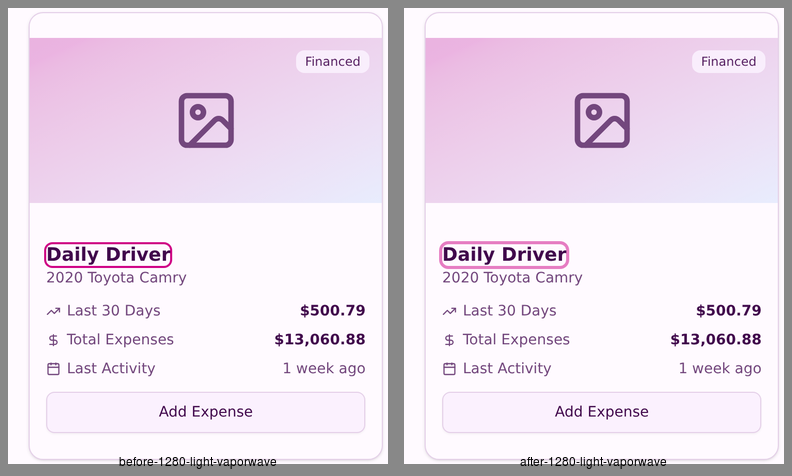 Financed
Daily Driver
2020 Toyota Camry
Last 30 Days $500.79
Total Expenses $13,060.88
Last Activity 1 week ago
Add Expense
before-1280-light-vaporwave
Financed
Daily Driver
2020 Toyota Camry
Last 30 Days $500.79
Total Expenses $13,060.88
Last Activity 1 week ago
Add Expense
after-1280-light-vaporwave